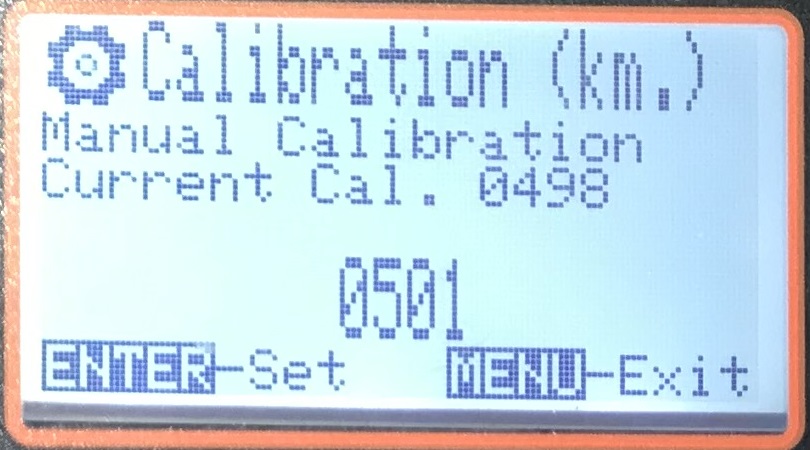 Calibration (km.)
Manual Calibration
Current Cal. 0498
0501
ENTER-Set MENU-Exit